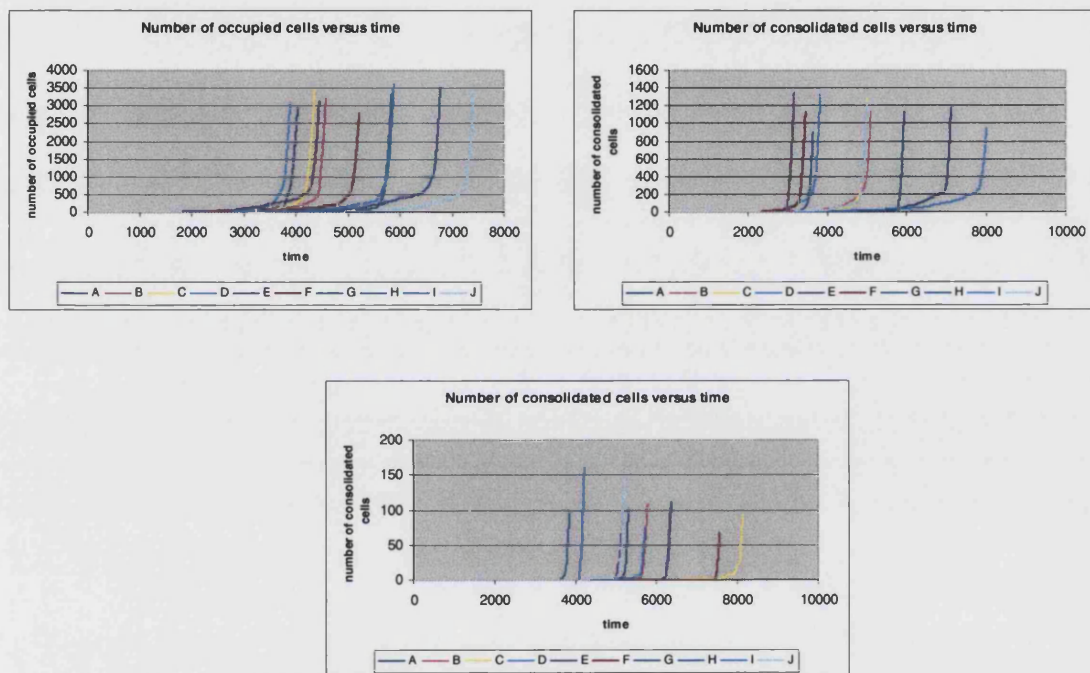 Number of occupied cells versus time
number of occupied cells
4000
3500
3000
2500
2000
1500
1000
500
0
0 1000 2000 3000 4000 5000 6000 7000 8000
time
A B C D E F G H I J
Number of consolidated cells versus time
number of consolidated
cells
1600
1400
1200
1000
800
600
400
200
0
0 2000 4000 6000 8000 10000
time
A B C D E F G H I J
Number of consolidated cells versus time
number of consolidated
cells
200
150
100
50
0
0 2000 4000 6000 8000 10000
time
A B C D E F G H I J